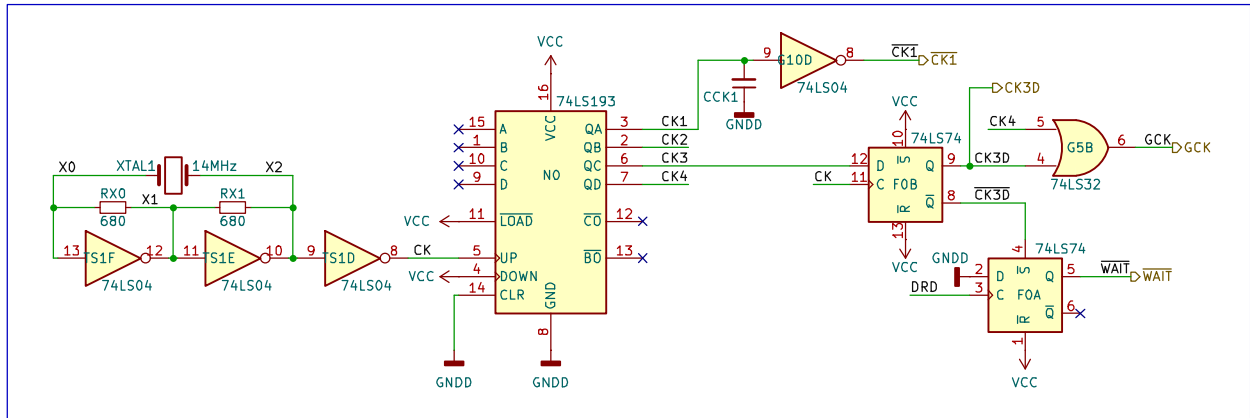 VCC
74LS193
16
VCC
15 A
1 B
10 C
9 D
11 LOAD
VCC
5 UP
4 DOWN
VCC
14 CLR
N0
GND
8
QA 3 CK1
QB 2 CK2
QC 6 CK3
QD 7 CK4
CO 12
BO 13
GNDD
GNDD
X0
XTAL1
14MHz
X2
RX0
680
X1
RX1
680
13 TS1F 12
74LS04
11 TS1E 10
74LS04
9 TS1D 8
74LS04
CK
CCK1
GNDD
9 G10D 8
74LS04
CK1
CK1
VCC
10
74LS74
12 D
S
Q 9 CK3D
CK 11 C
F0B
Q 8 CK3D
R
13
VCC
CK3D
CK4 5
4
G5B
6 GCK
GCK
74LS32
4
74LS74
GNDD
2 D
S
Q 5 WAIT
WAIT
DRD 3 C
F0A
Q 6
R
1
VCC